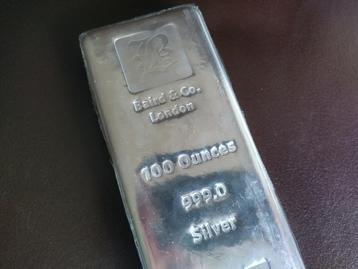 Baird & Co.
London
100 Ounces
999.0
Silver